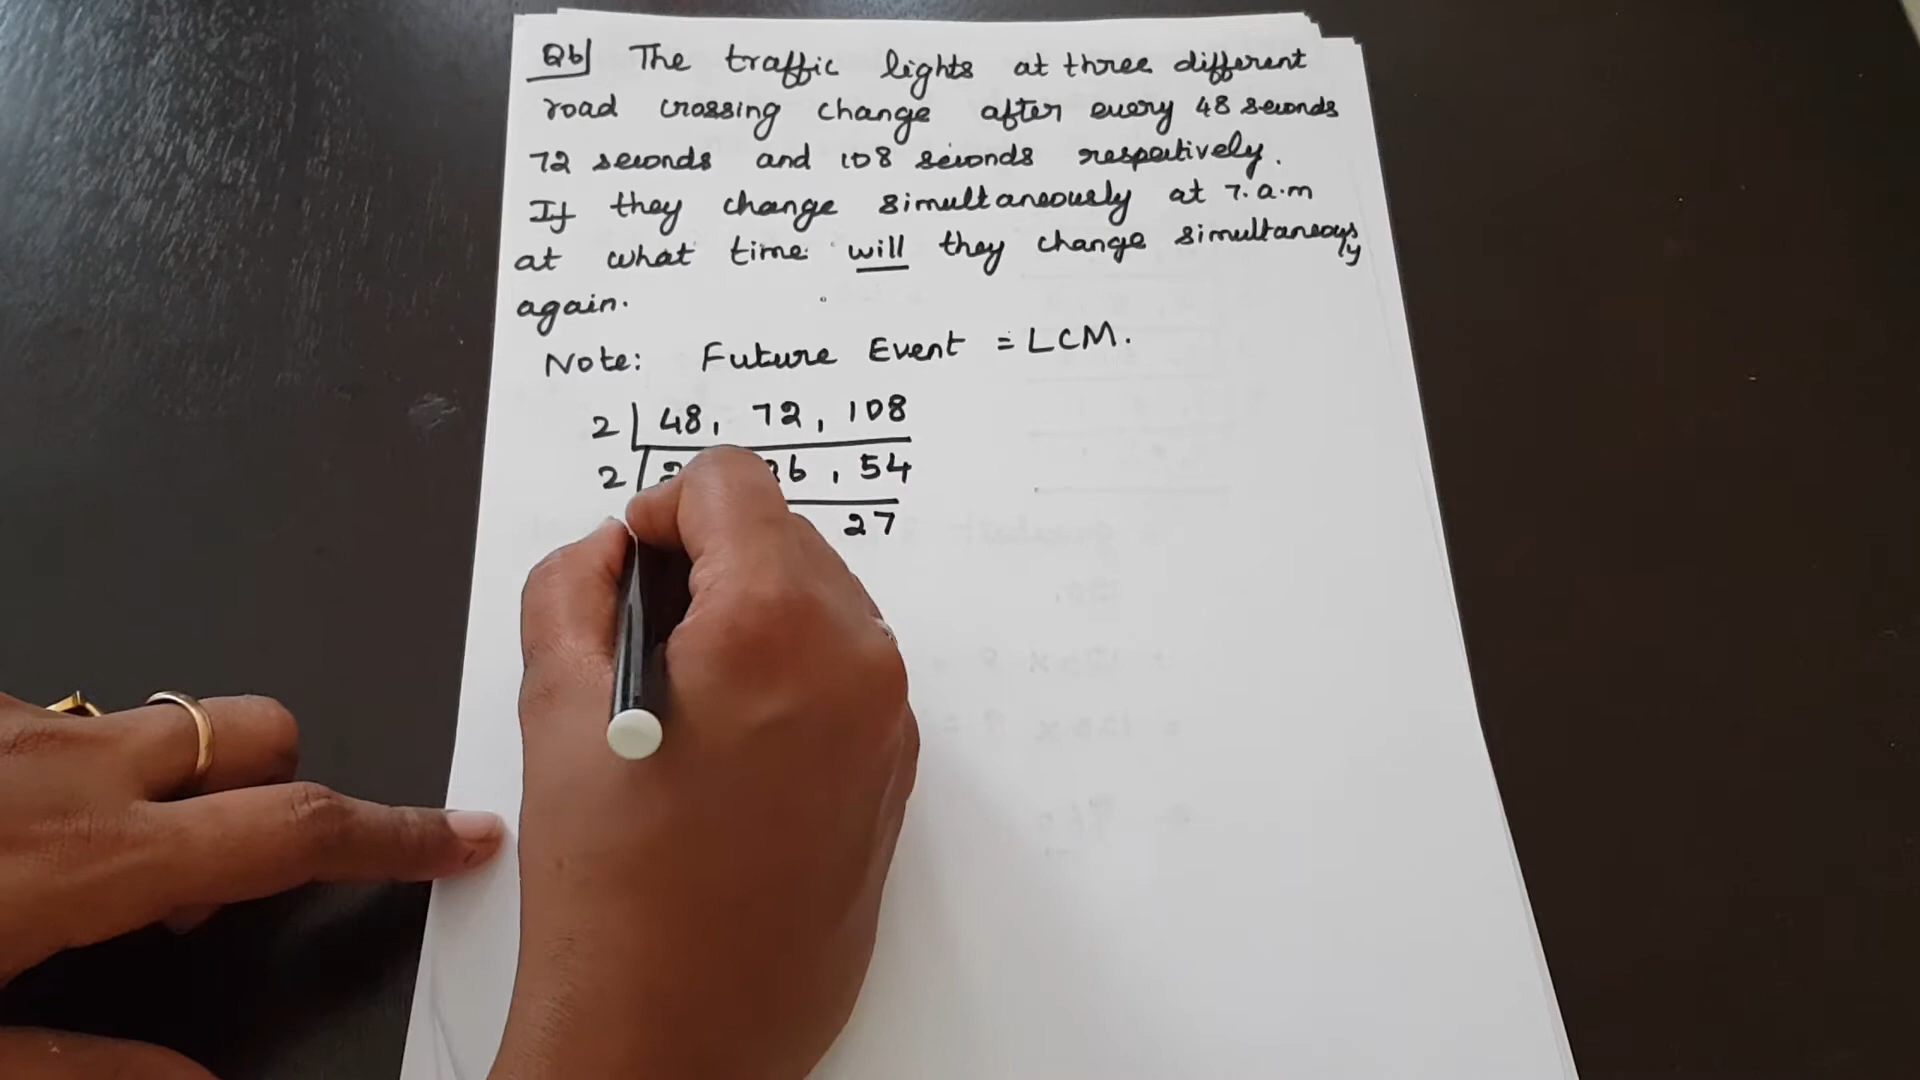 Q6 The traffic lights at three different
road crossing change after every 48 seconds
72 seconds and 108 seconds respectively.
If they change simultaneously at 7. a.m
at what time will they change simultaneously
again.
Note: Future Event = LCM.
2 | 48, 72, 108
2 | 2 36, 54
27